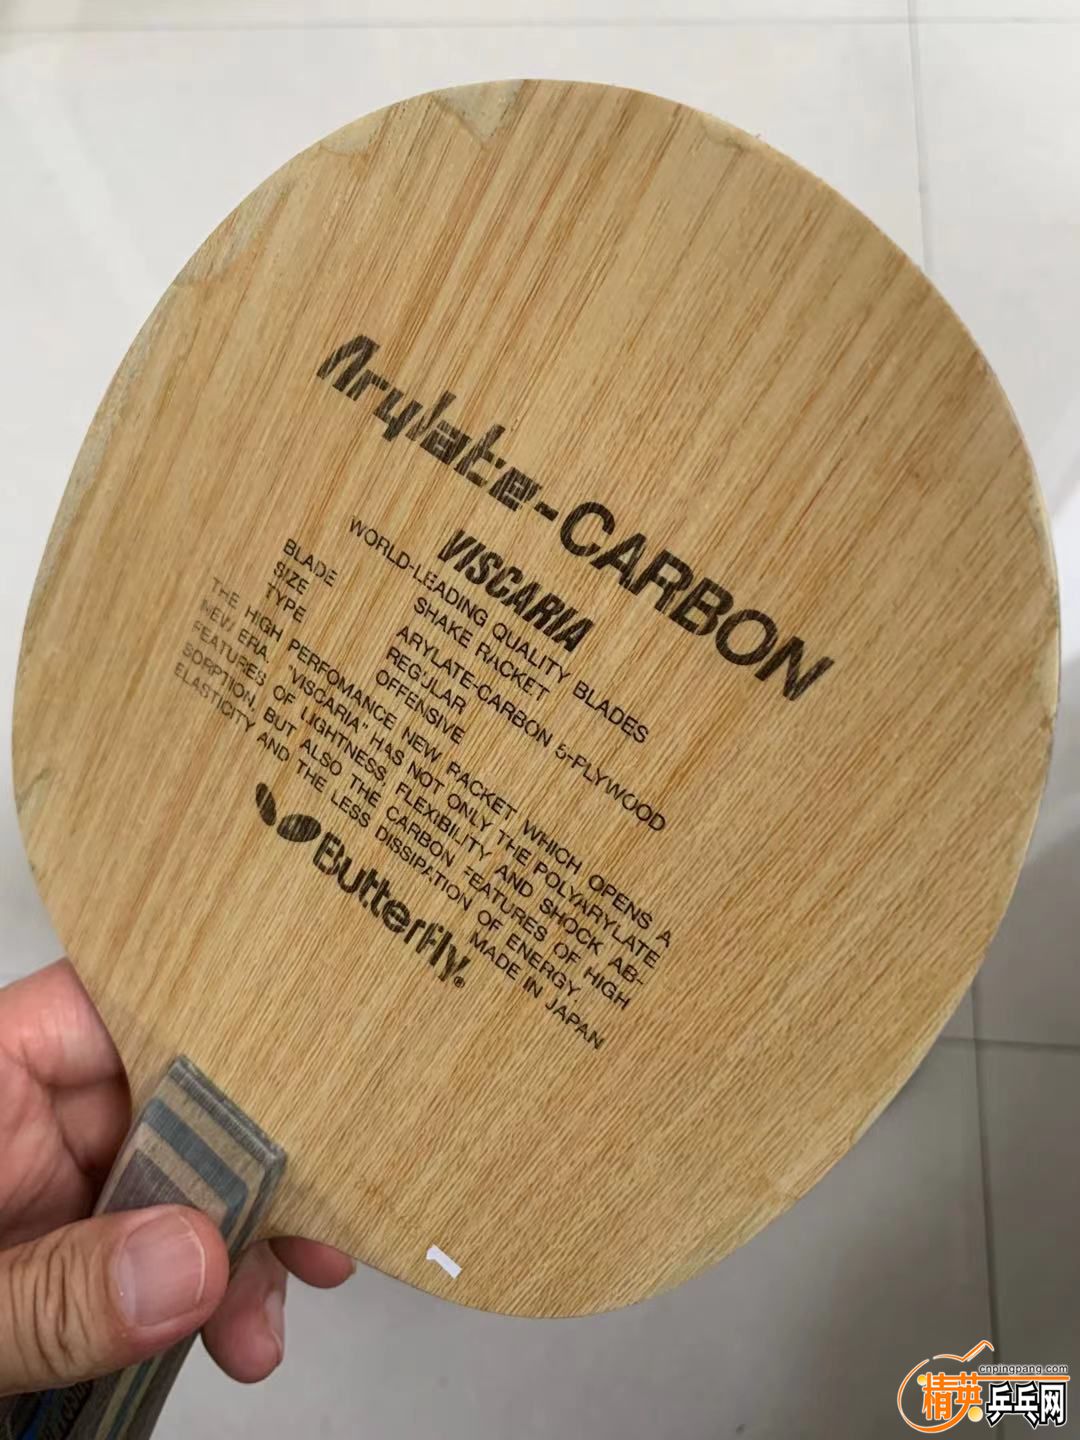 Arylate-CARBON
VISCARIA
WORLD-LEADING QUALITY BLADES
SHAKE RACKET
BLADE ARYLATE-CARBON 5-PLYWOOD
SIZE REGULAR
TYPE OFFENSIVE
THE HIGH PERFOMANCE NEW RACKET WHICH OPENS A
NEW ERA. "VISCARIA" HAS NOT ONLY THE POLYARYLATE
FEATURES OF LIGHTNESS, FLEXIBILITY AND SHOCK AB-
SORPTION, BUT ALSO THE CARBON FEATURES OF HIGH
ELASTICITY AND THE LESS DISSIPATION OF ENERGY.
MADE IN JAPAN
Butterfly®
cnpingpang.com
精英乒乓网